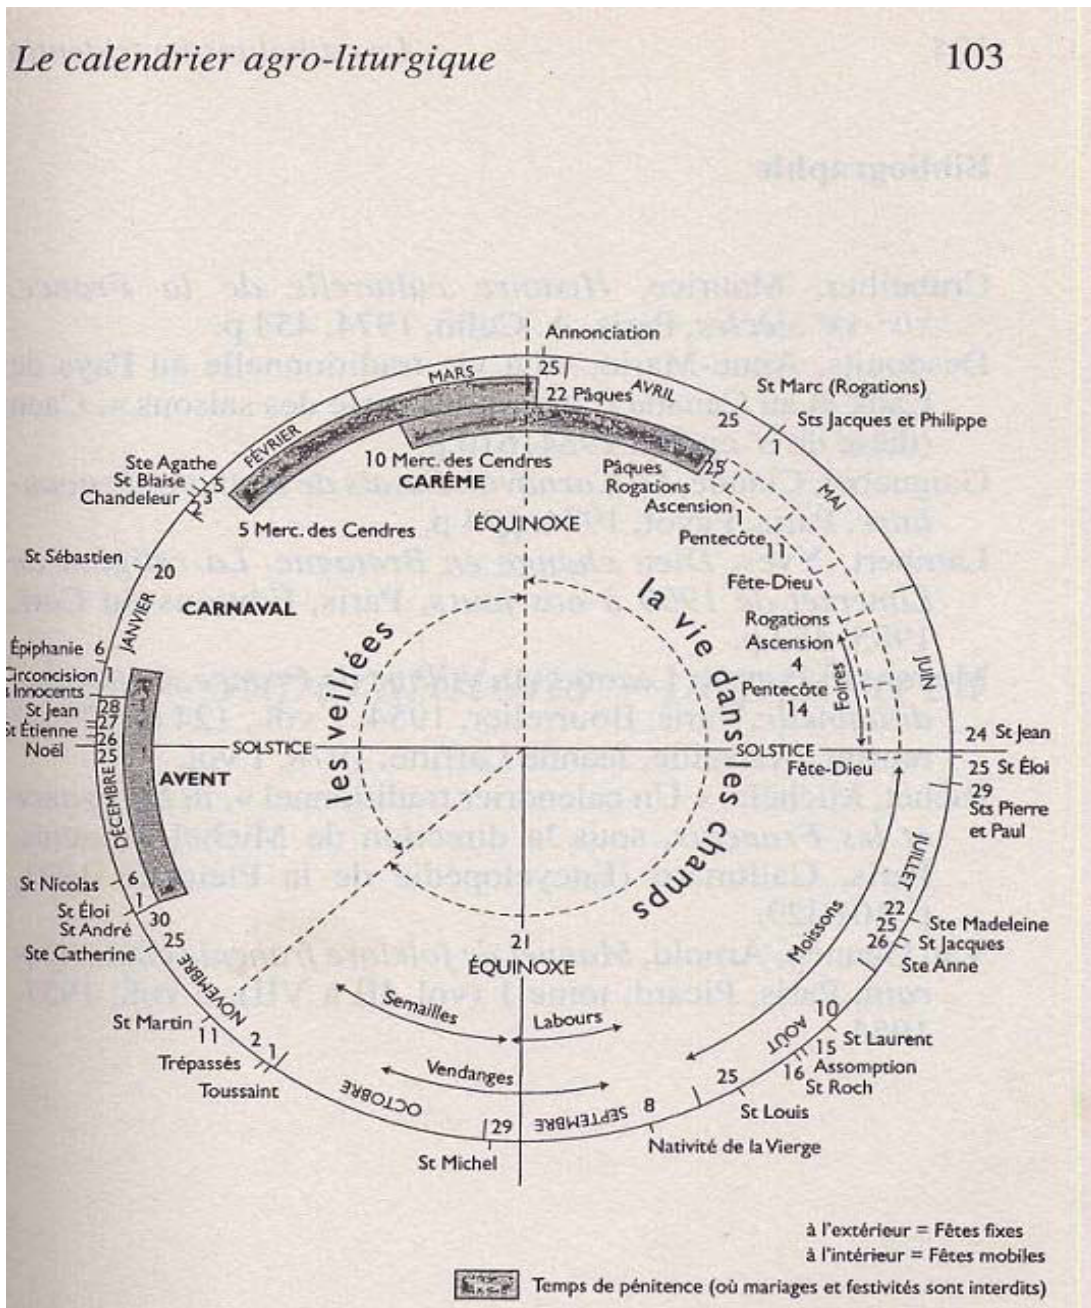 Le calendrier agro-liturgique 103
Annonciation
25
MARS
AVRIL
22 Pâques
St Marc (Rogations)
25
Sts Jacques et Philippe
1
FÉVRIER
Ste Agathe
St Blaise 5
Chandeleur 3
2
10 Merc. des Cendres
CARÊME
5 Merc. des Cendres
ÉQUINOXE
25
Pâques
Rogations
Ascension
1
Pentecôte
11
Fête-Dieu
MAI
St Sébastien 20
CARNAVAL
JANVIER
les veillées
la vie dans les champs
Rogations
Ascension
4
Pentecôte
14
Foires
JUIN
Épiphanie 6
Circoncision 1
s Innocents
St Jean 28
St Étienne 27
Noël 26
25
SOLSTICE
SOLSTICE
24 St Jean
Fête-Dieu
25 St Éloi
29
Sts Pierre
et Paul
AVENT
DÉCEMBRE
JUILLET
St Nicolas 6
St Éloi 1
St André 30
Ste Catherine 25
NOVEMBRE
Moissons
22
25 Ste Madeleine
26 St Jacques
Ste Anne
21
ÉQUINOXE
Semailles
Labours
Vendanges
St Martin 11
Trépassés 2
Toussaint 1
AOÛT
10
St Laurent
15
Assomption
16
St Roch
25
St Louis
OCTOBRE
29
St Michel
SEPTEMBRE
8
Nativité de la Vierge
à l'extérieur = Fêtes fixes
à l'intérieur = Fêtes mobiles
Temps de pénitence (où mariages et festivités sont interdits)